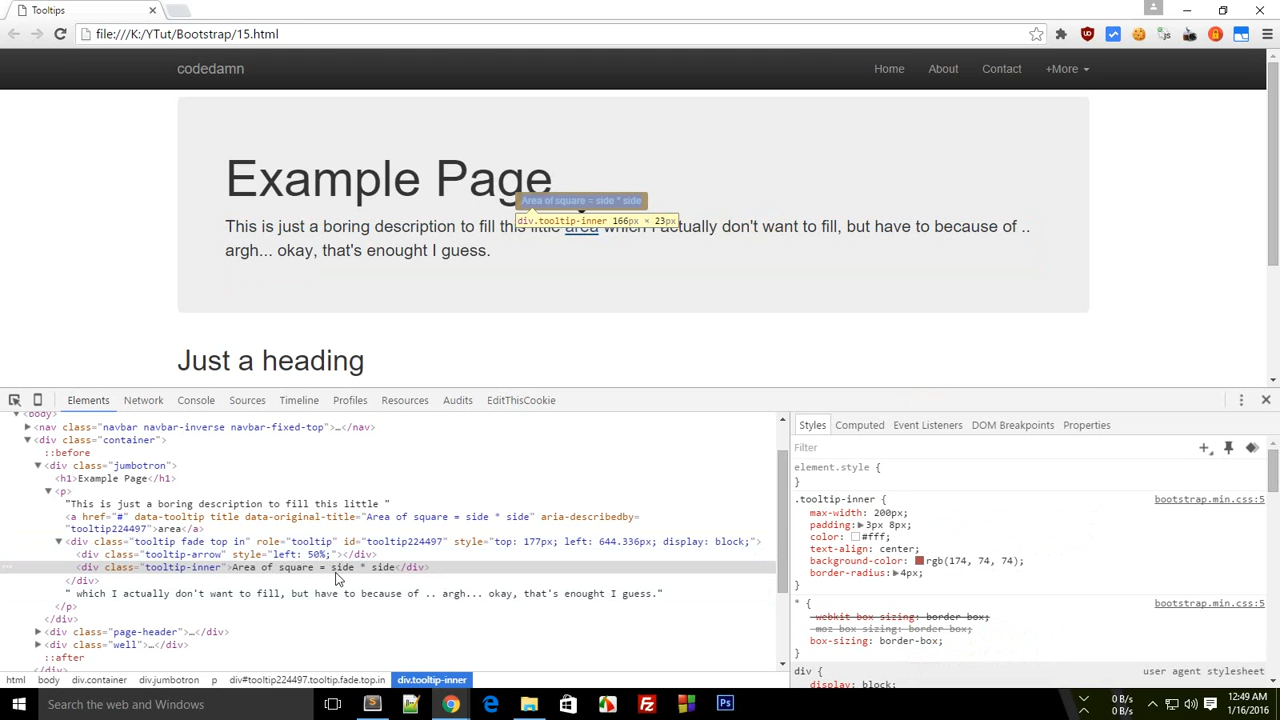 Tooltips
file:///K:/YTut/Bootstrap/15.html
codedamn
Home
About
Contact
+More
Example Page
Area of square = side * side
div.tooltip-inner 166px × 23px
This is just a boring description to fill this little area which I actually don't want to fill, but have to because of ..
argh... okay, that's enought I guess.
Just a heading
Elements Network Console Sources Timeline Profiles Resources Audits EditThisCookie
<body>
<nav class="navbar navbar-inverse navbar-fixed-top">…</nav>
<div class="container">
::before
<div class="jumbotron">
<h1>Example Page</h1>
<p>
"This is just a boring description to fill this little "
<a href="#" data-tooltip title data-original-title="Area of square = side * side" aria-describedby=
"tooltip224497">area</a>
<div class="tooltip fade top in" role="tooltip" id="tooltip224497" style="top: 177px; left: 644.336px; display: block;">
<div class="tooltip-arrow" style="left: 50%;"></div>
<div class="tooltip-inner">Area of square = side * side</div>
</div>
" which I actually don't want to fill, but have to because of .. argh... okay, that's enought I guess."
</p>
</div>
<div class="page-header">…</div>
<div class="well">…</div>
::after
</div>
html body div.container div.jumbotron p div#tooltip224497.tooltip.fade.top.in div.tooltip-inner
Styles Computed Event Listeners DOM Breakpoints Properties
Filter
element.style {
}
.tooltip-inner { bootstrap.min.css:5
max-width: 200px;
padding: 3px 8px;
color: #fff;
text-align: center;
background-color: rgb(174, 74, 74);
border-radius: 4px;
}
* { bootstrap.min.css:5
-webkit-box-sizing: border-box;
-moz-box-sizing: border-box;
box-sizing: border-box;
}
div { user agent stylesheet
display: block;
Search the web and Windows
0 B/s
0 B/s
12:49 AM
1/16/2016